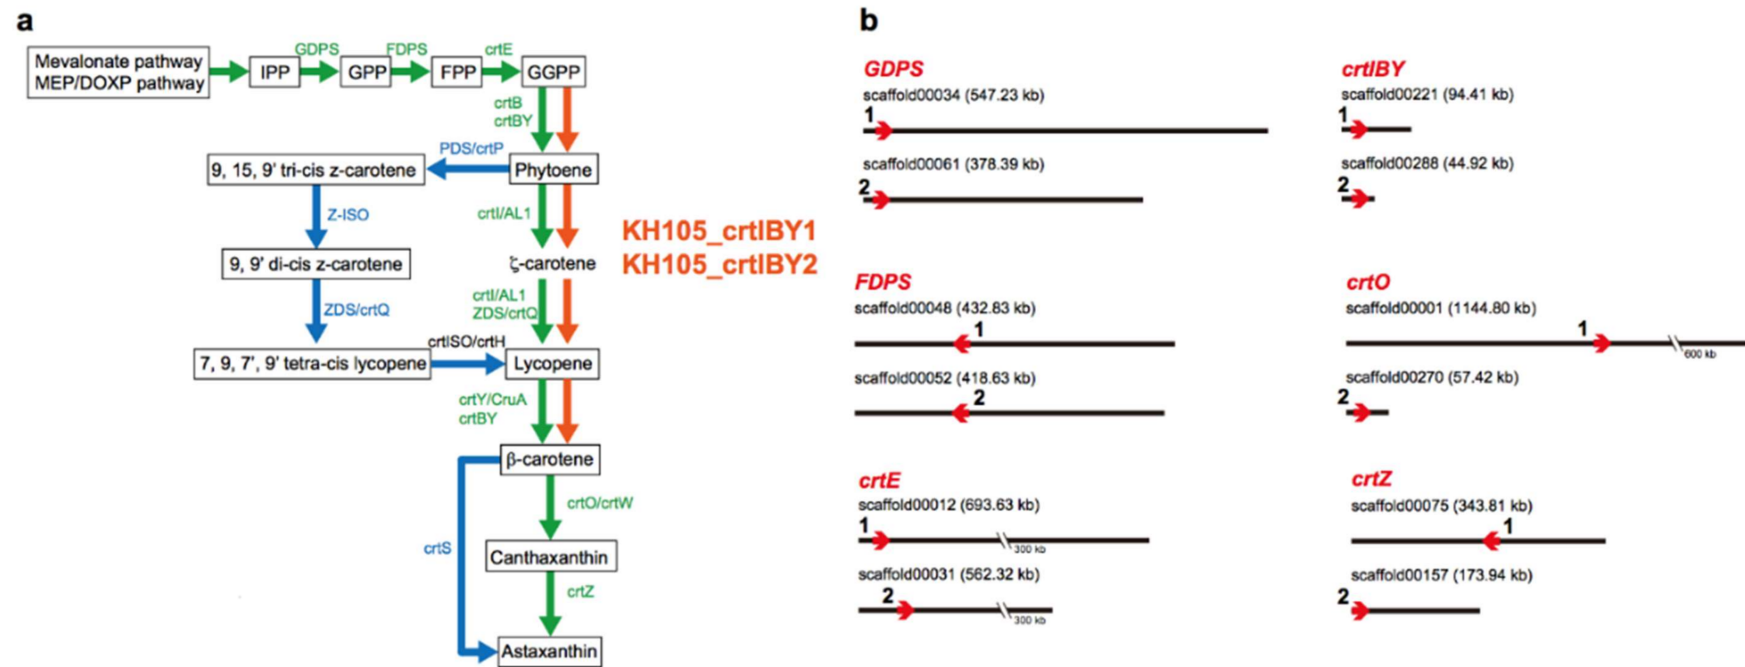 a
Mevalonate pathway
MEP/DOXP pathway
IPP
GDPS
GPP
FDPS
FPP
crtE
GGPP
crtB
crtBY
PDS/crtP
9, 15, 9' tri-cis z-carotene
Phytoene
Z-ISO
crtI/AL1
KH105_crtIBY1
KH105_crtIBY2
9, 9' di-cis z-carotene
ζ-carotene
ZDS/crtQ
crtI/AL1
ZDS/crtQ
crtISO/crtH
7, 9, 7', 9' tetra-cis lycopene
Lycopene
crtY/CruA
crtBY
β-carotene
crtO/crtW
crtS
Canthaxanthin
crtZ
Astaxanthin
b
GDPS
scaffold00034 (547.23 kb)
1
scaffold00061 (378.39 kb)
2
FDPS
scaffold00048 (432.83 kb)
1
scaffold00052 (418.63 kb)
2
crtE
scaffold00012 (693.63 kb)
1
300 kb
scaffold00031 (562.32 kb)
2
300 kb
crtIBY
scaffold00221 (94.41 kb)
1
scaffold00288 (44.92 kb)
2
crtO
scaffold00001 (1144.80 kb)
1
600 kb
scaffold00270 (57.42 kb)
2
crtZ
scaffold00075 (343.81 kb)
1
scaffold00157 (173.94 kb)
2